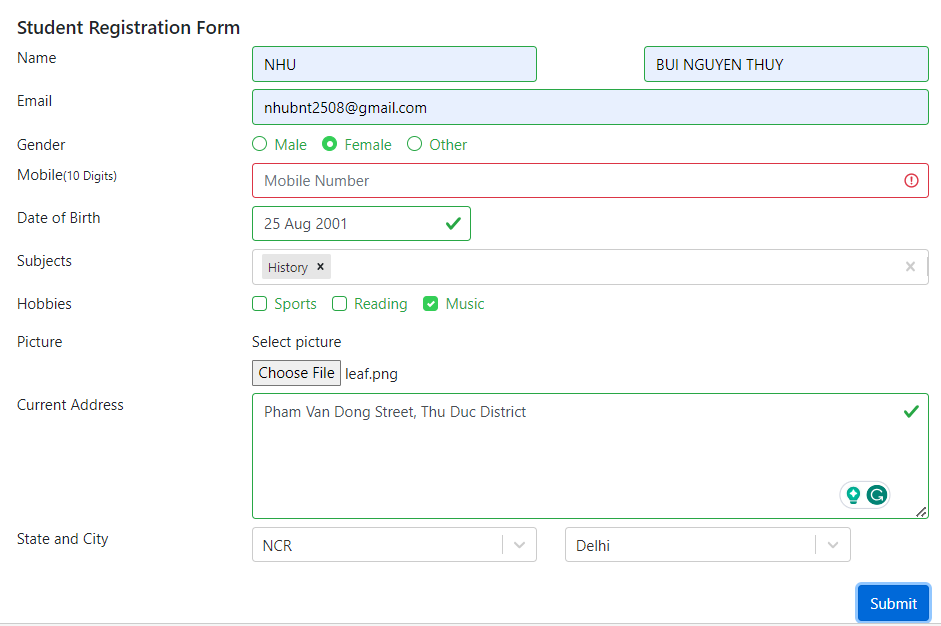 Student Registration Form
Name NHU BUI NGUYEN THUY
Email nhubnt2508@gmail.com
Gender Male Female Other
Mobile(10 Digits) Mobile Number
Date of Birth 25 Aug 2001
Subjects History
Hobbies Sports Reading Music
Picture Select picture
Choose File leaf.png
Current Address Pham Van Dong Street, Thu Duc District
State and City NCR Delhi
Submit